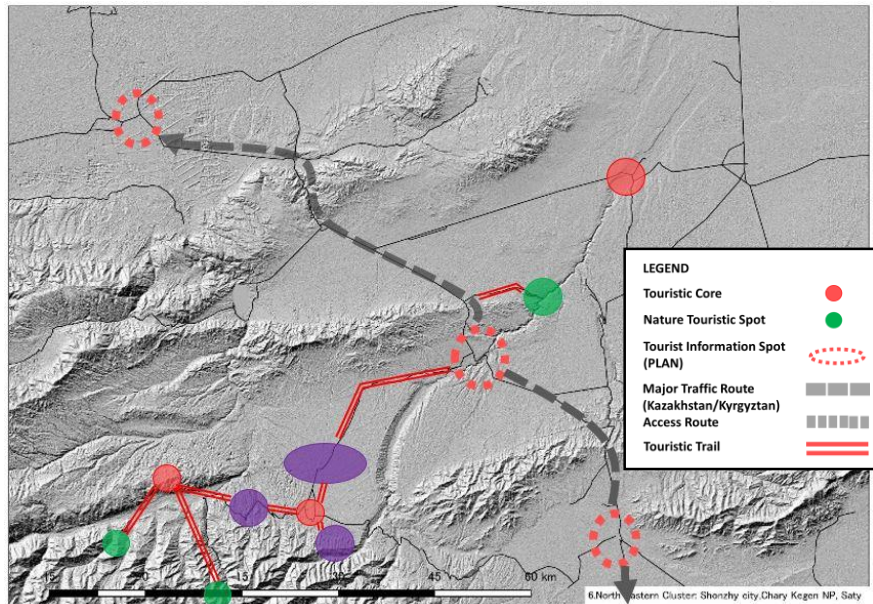 LEGEND
Touristic Core
Nature Touristic Spot
Tourist Information Spot
(PLAN)
Major Traffic Route
(Kazakhstan/Kyrgyztan)
Access Route
Touristic Trail
15 0 15 30 45 60 km
6.North Eastern Cluster: Shonzhy city,Chary Kegen NP, Saty